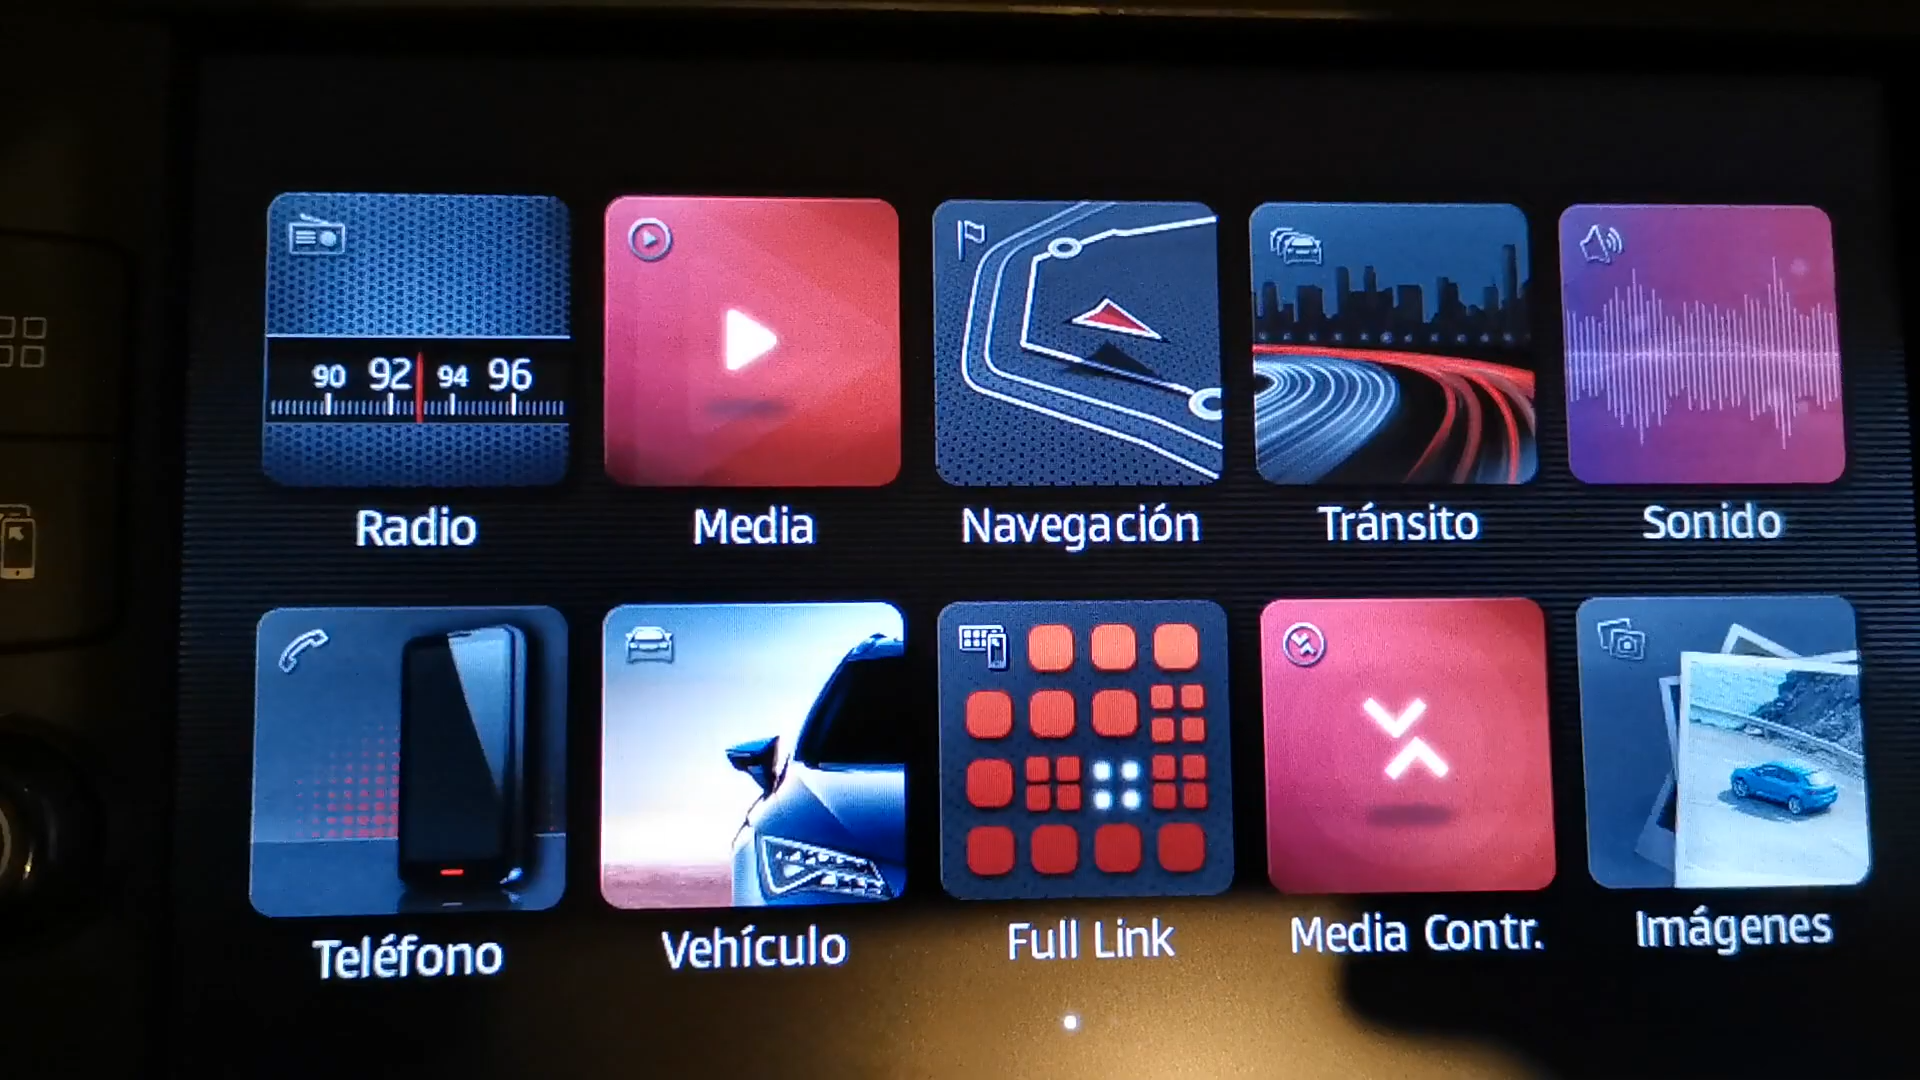 90 92 94 96
Radio Media Navegación Tránsito Sonido
Teléfono Vehículo Full Link Media Contr. Imágenes